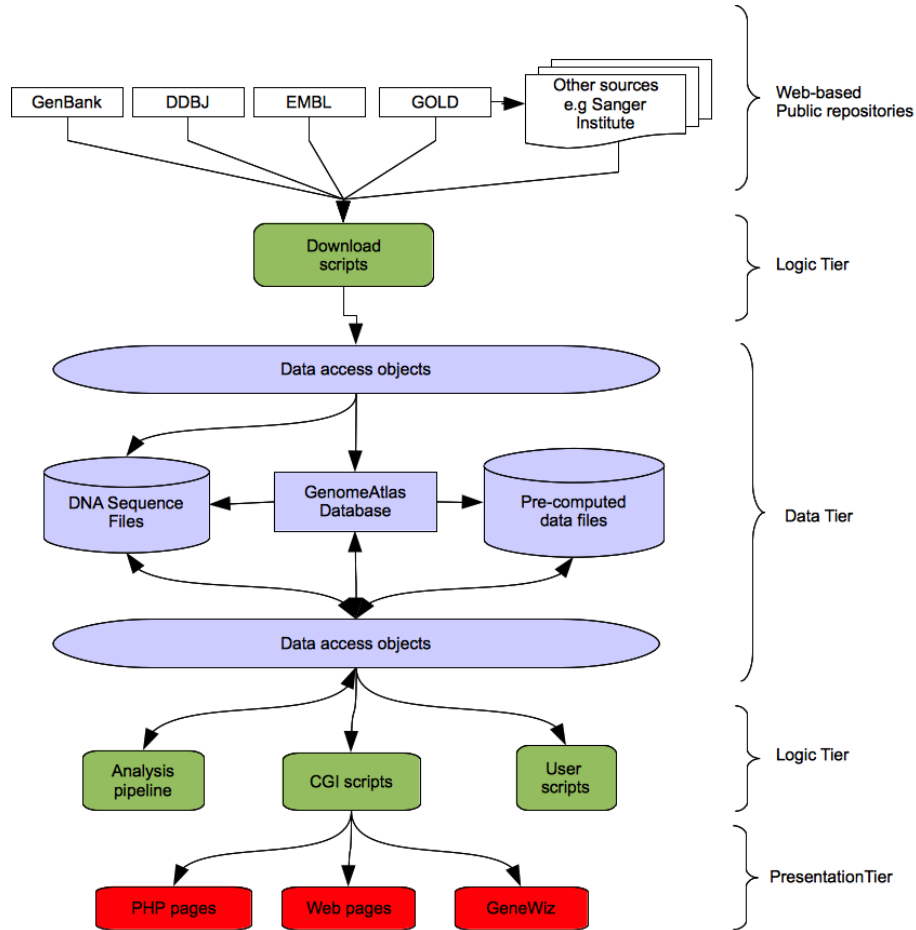 GenBank
DDBJ
EMBL
GOLD
Other sources
e.g Sanger
Institute
Web-based
Public repositories
Download
scripts
Logic Tier
Data access objects
DNA Sequence
Files
GenomeAtlas
Database
Pre-computed
data files
Data Tier
Data access objects
Analysis
pipeline
CGI scripts
User
scripts
Logic Tier
PHP pages
Web pages
GeneWiz
PresentationTier